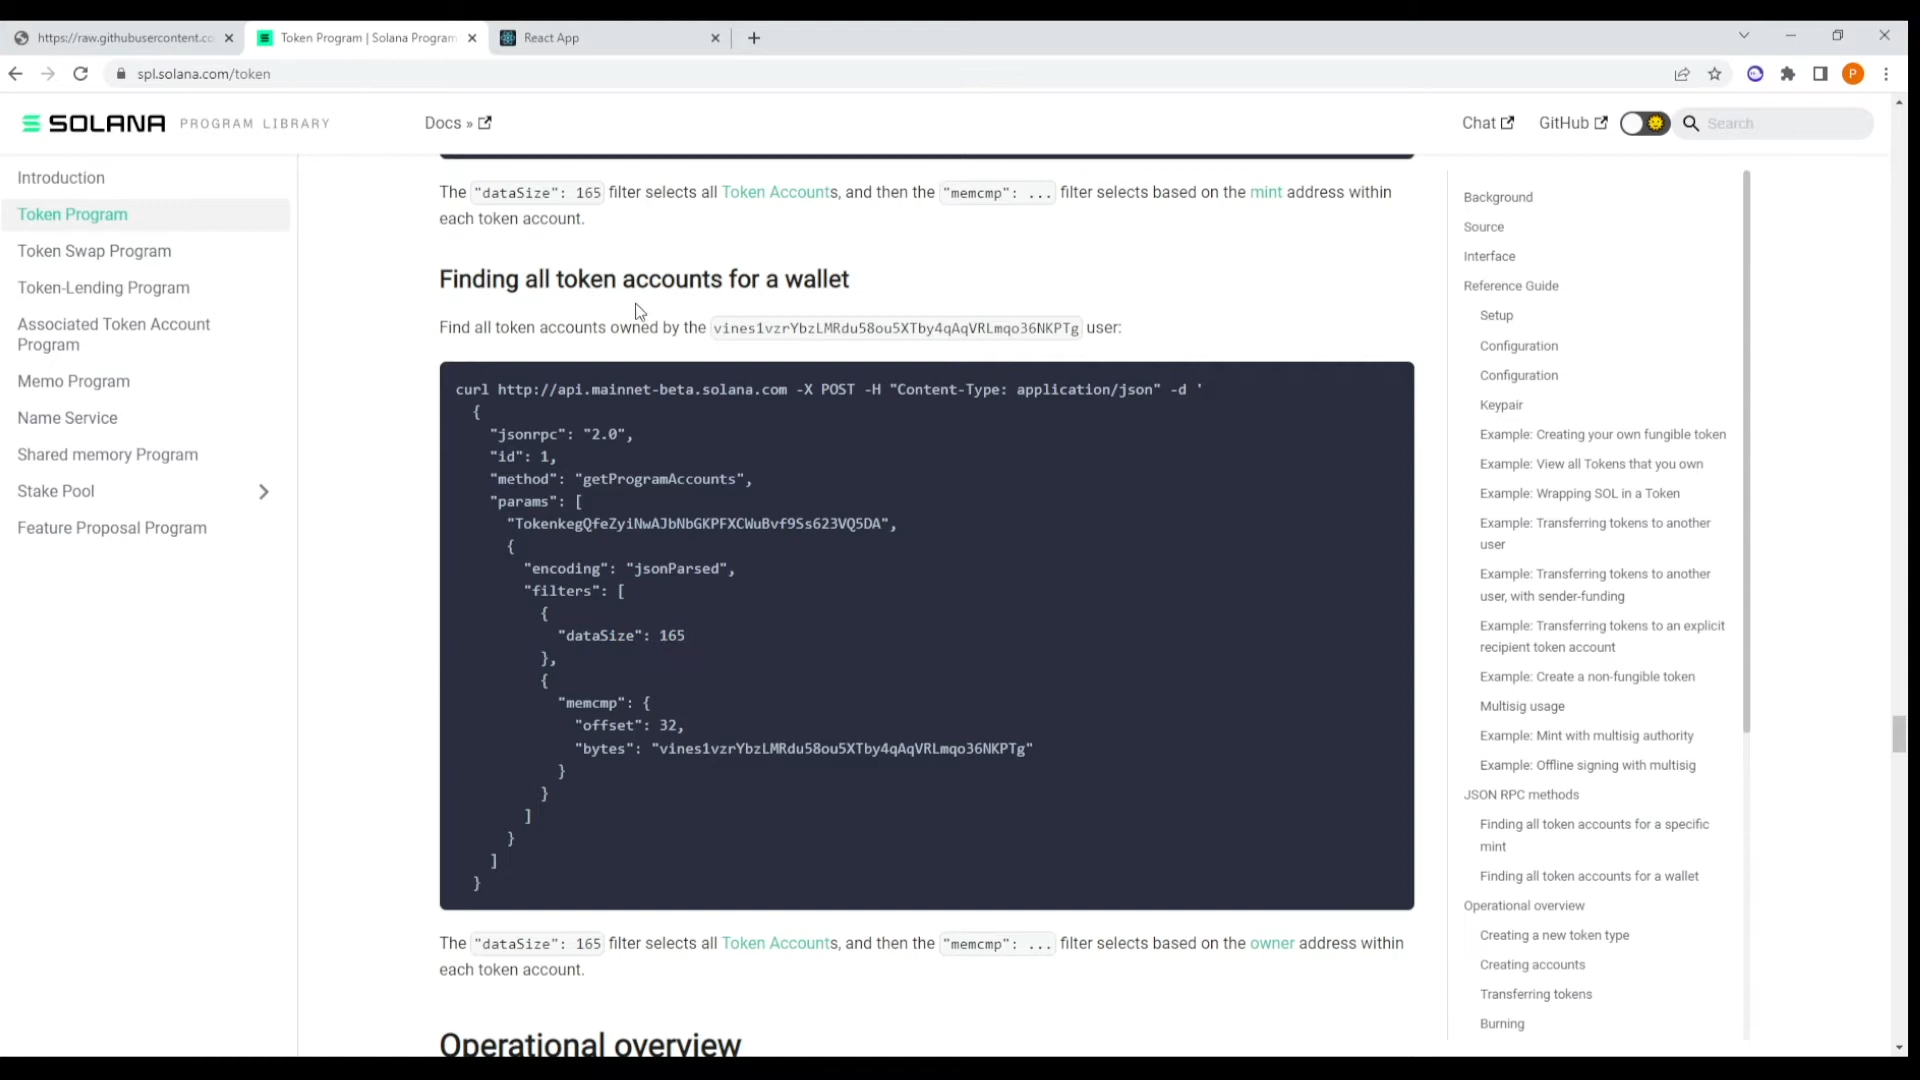 https://raw.githubusercontent.co
Token Program | Solana Program
React App
spl.solana.com/token
P
SOLANA PROGRAM LIBRARY
Docs »
Chat
GitHub
Search
Introduction
Token Program
Token Swap Program
Token-Lending Program
Associated Token Account
Program
Memo Program
Name Service
Shared memory Program
Stake Pool
Feature Proposal Program
The "dataSize": 165 filter selects all Token Accounts, and then the "memcmp": ... filter selects based on the mint address within
each token account.
Finding all token accounts for a wallet
Find all token accounts owned by the vines1vzrYbzLMRdu58ou5XTby4qAqVRLmqo36NKPTg user:
curl http://api.mainnet-beta.solana.com -X POST -H "Content-Type: application/json" -d '
{
"jsonrpc": "2.0",
"id": 1,
"method": "getProgramAccounts",
"params": [
"TokenkegQfeZyiNwAJbNbGKPFXCWuBvf9Ss623VQ5DA",
{
"encoding": "jsonParsed",
"filters": [
{
"dataSize": 165
},
{
"memcmp": {
"offset": 32,
"bytes": "vines1vzrYbzLMRdu58ou5XTby4qAqVRLmqo36NKPTg"
}
}
]
}
]
}
The "dataSize": 165 filter selects all Token Accounts, and then the "memcmp": ... filter selects based on the owner address within
each token account.
Operational overview
Background
Source
Interface
Reference Guide
Setup
Configuration
Configuration
Keypair
Example: Creating your own fungible token
Example: View all Tokens that you own
Example: Wrapping SOL in a Token
Example: Transferring tokens to another
user
Example: Transferring tokens to another
user, with sender-funding
Example: Transferring tokens to an explicit
recipient token account
Example: Create a non-fungible token
Multisig usage
Example: Mint with multisig authority
Example: Offline signing with multisig
JSON RPC methods
Finding all token accounts for a specific
mint
Finding all token accounts for a wallet
Operational overview
Creating a new token type
Creating accounts
Transferring tokens
Burning